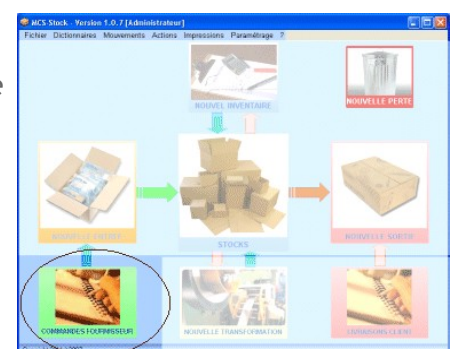 MCS-Stock - Version 1.0.7 [Administrateur]
Fichier Dictionnaires Mouvements Actions Impressions Paramétrage ?
e
NOUVEL INVENTAIRE
NOUVELLE PERTE
NOUVELLE ENTREE
STOCKS
NOUVELLE SORTIE
COMMANDES FOURNISSEUR
NOUVELLE TRANSFORMATION
LIVRAISONS CLIENT